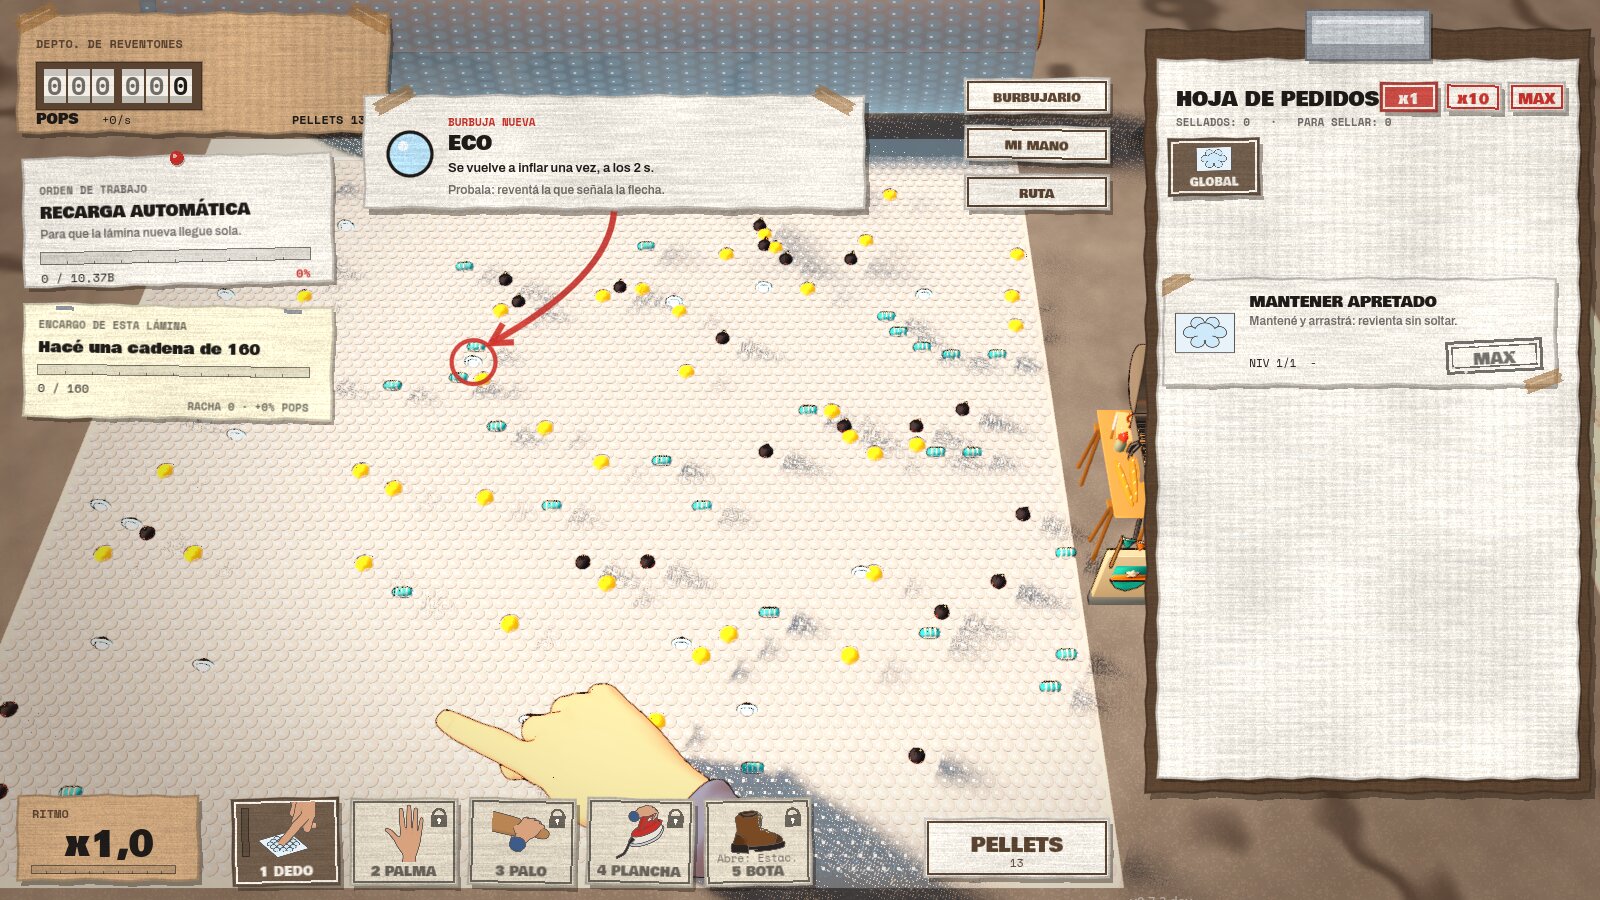 DEPTO. DE REVENTONES
000 000
POPS +0/s PELLETS 13
ORDEN DE TRABAJO
RECARGA AUTOMÁTICA
Para que la lámina nueva llegue sola.
0 / 10.37B 0%
ENCARGO DE ESTA LÁMINA
Hacé una cadena de 160
0 / 160
RACHA 0 · +0% POPS
BURBUJA NUEVA
ECO
Se vuelve a inflar una vez, a los 2 s.
Probala: reventá la que señala la flecha.
BURBUJARIO
MI MANO
RUTA
HOJA DE PEDIDOS x1 x10 MAX
SELLADOS: 0 · PARA SELLAR: 0
GLOBAL
MANTENER APRETADO
Mantené y arrastrá: revienta sin soltar.
NIV 1/1 -
MAX
RITMO
x1,0
1 DEDO
2 PALMA
3 PALO
4 PLANCHA
Abre: Estac.
5 BOTA
PELLETS
13